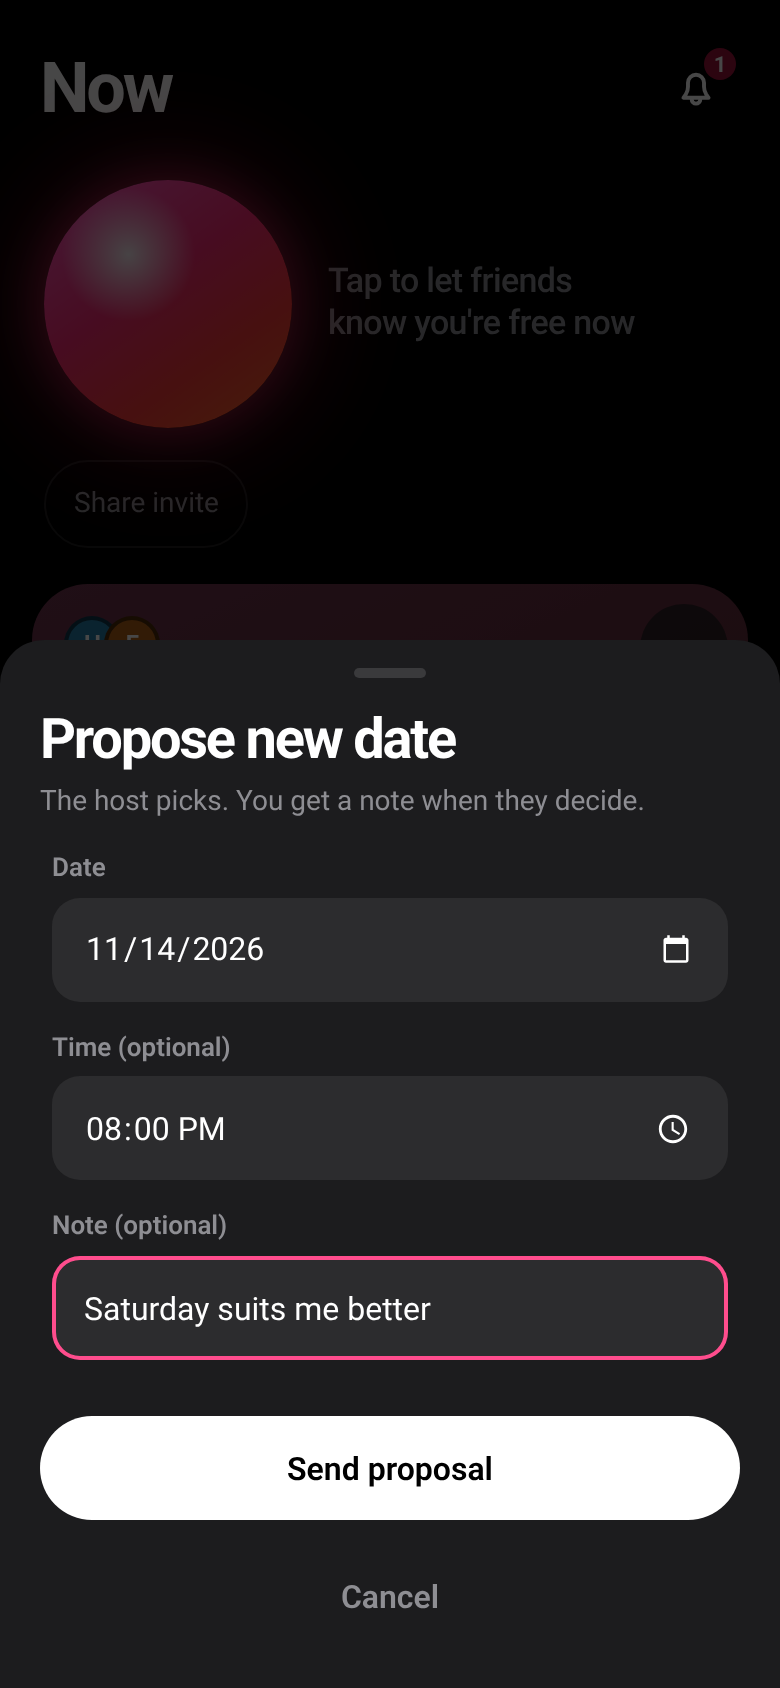 Now
1
Tap to let friends
know you're free now
Share invite
Propose new date
The host picks. You get a note when they decide.
Date
11/14/2026
Time (optional)
08:00 PM
Note (optional)
Saturday suits me better
Send proposal
Cancel